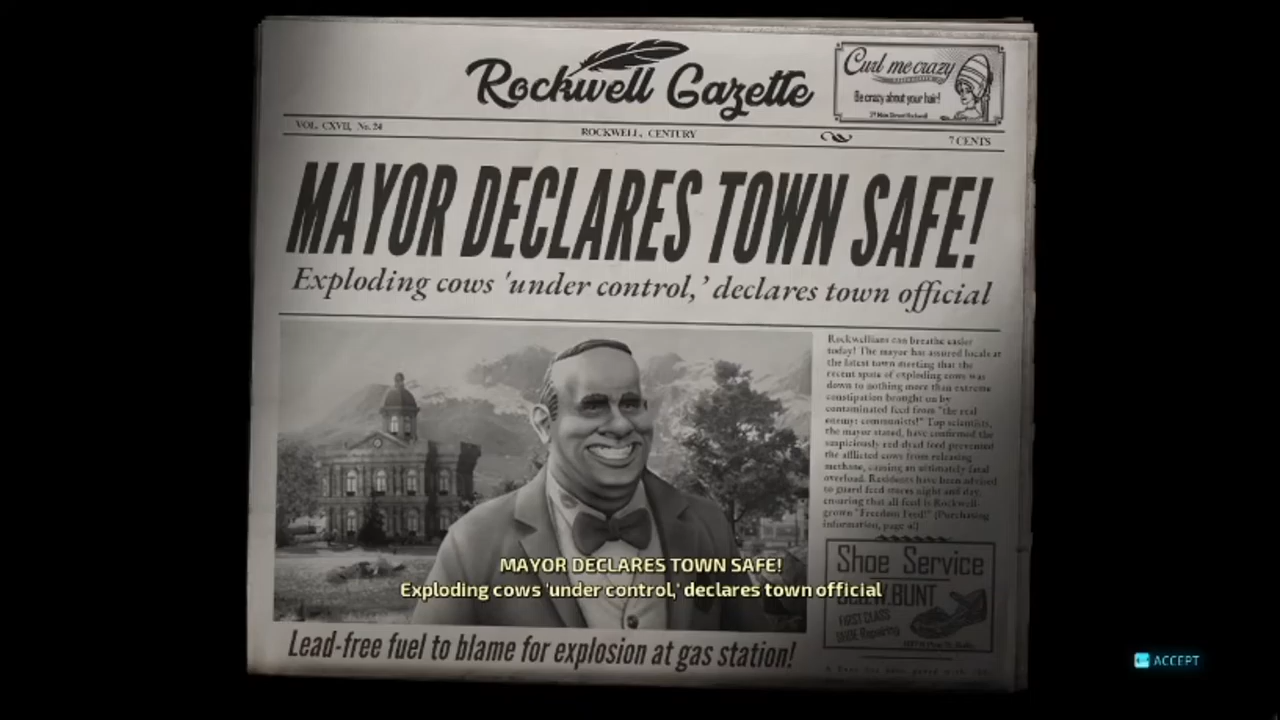 Rockwell Gazette
Curl me crazy
Be crazy about your hair!
VOL. CXVII, No. 24
ROCKWELL, CENTURY
7 CENTS
MAYOR DECLARES TOWN SAFE!
Exploding cows 'under control,' declares town official
Rockwellians can breathe easier
today! The mayor has assured locals at
the latest town meeting that the
recent spate of exploding cows was
down to nothing more than extreme
constipation brought on by
contaminated feed from "the real
enemy: communists!" Top scientists,
the mayor stated, have confirmed the
suspiciously red-dyed feed prevented
the afflicted cows from releasing
methane, causing an ultimately fatal
overload. Residents have been advised
to guard feed stores night and day,
ensuring that all feed is Rockwell-
grown "Freedom Feed!" (Purchasing
information, page 4!)
MAYOR DECLARES TOWN SAFE!
Exploding cows 'under control,' declares town official
Shoe Service
BUNT
FIRST CLASS
SHOE Repairing
Lead-free fuel to blame for explosion at gas station!
ACCEPT